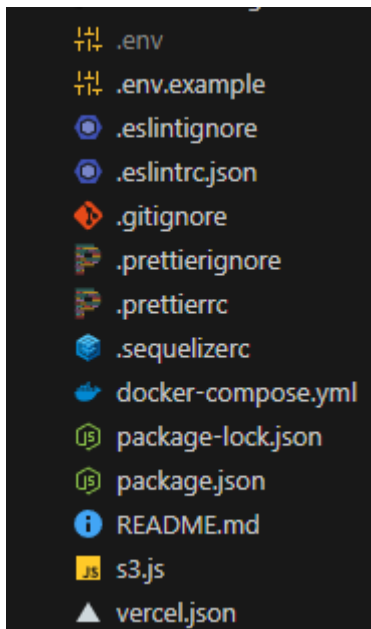 .env
.env.example
.eslintignore
.eslintrc.json
.gitignore
.prettierignore
.prettierrc
.sequelizerc
docker-compose.yml
package-lock.json
package.json
README.md
JS s3.js
vercel.json